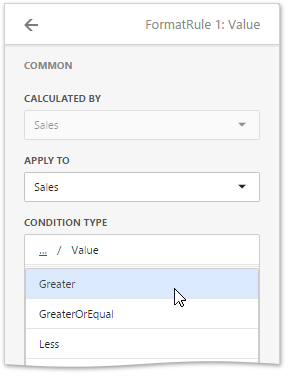 FormatRule 1: Value
COMMON
CALCULATED BY
Sales
APPLY TO
Sales
CONDITION TYPE
... / Value
Greater
GreaterOrEqual
Less